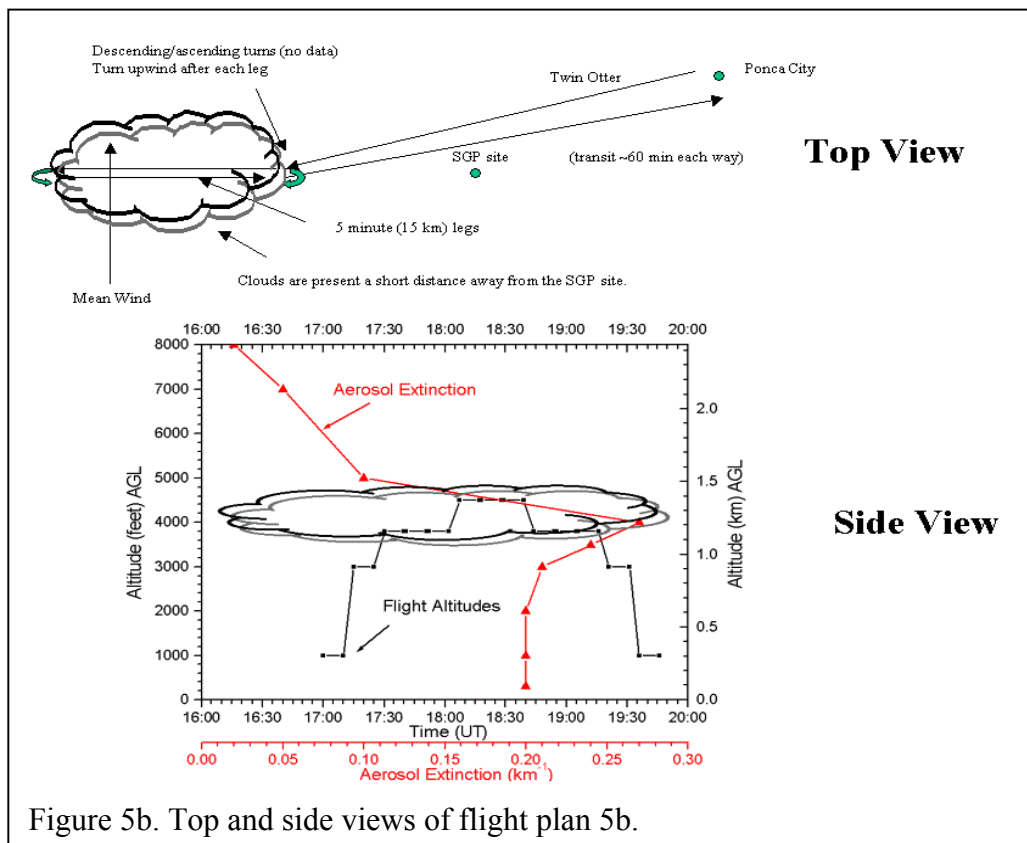 Descending/ascending turns (no data)
Turn upwind after each leg
Twin Otter
Ponca City
SGP site
(transit ~60 min each way)
Top View
5 minute (15 km) legs
Clouds are present a short distance away from the SGP site.
Mean Wind
16:00 16:30 17:00 17:30 18:00 18:30 19:00 19:30 20:00
8000
7000
6000
5000
4000
3000
2000
1000
0
Altitude (feet) AGL
Aerosol Extinction
Flight Altitudes
2.0
1.5
1.0
0.5
0.0
Altitude (km) AGL
Side View
16:00 16:30 17:00 17:30 18:00 18:30 19:00 19:30 20:00
Time (UT)
0.00 0.05 0.10 0.15 0.20 0.25 0.30
Aerosol Extinction (km-1)
Figure 5b. Top and side views of flight plan 5b.